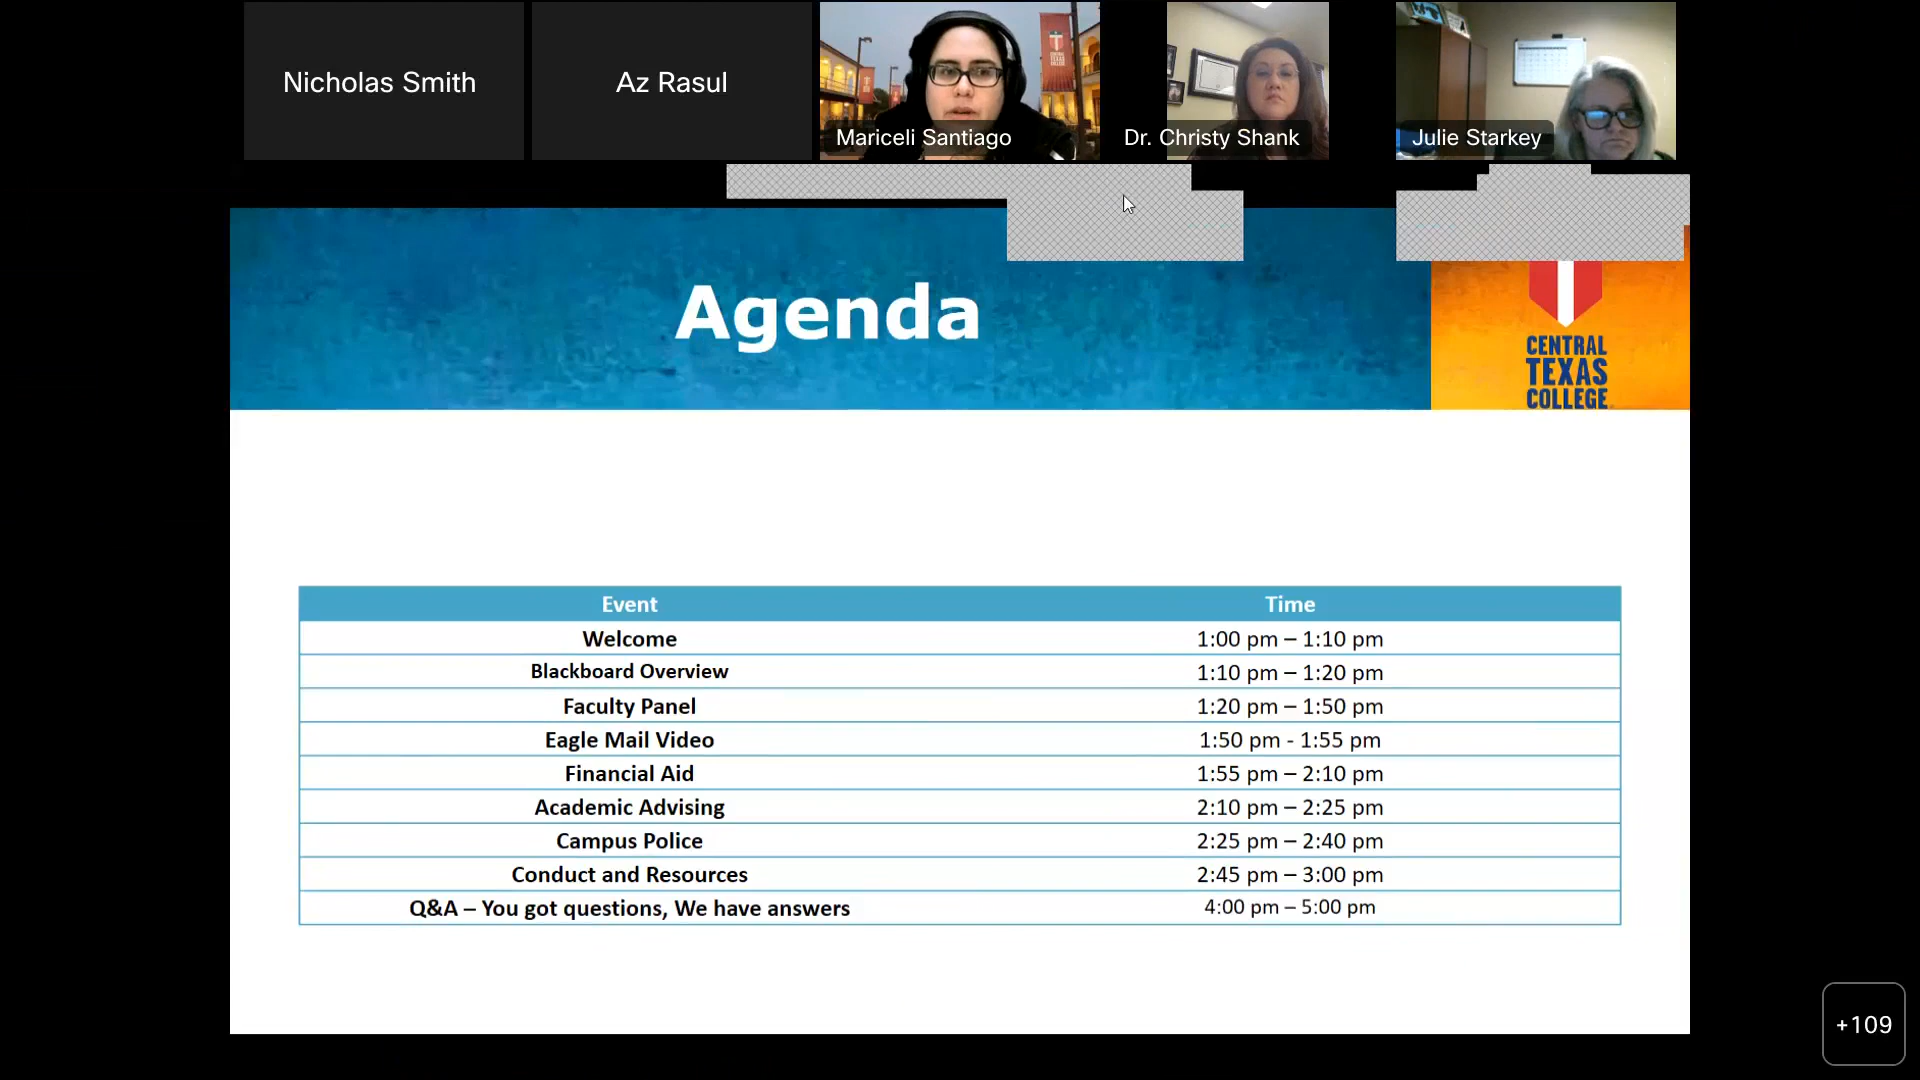 Nicholas Smith
Az Rasul
Mariceli Santiago
Dr. Christy Shank
Julie Starkey
Agenda
CENTRAL
TEXAS
COLLEGE
Event Time
Welcome 1:00 pm – 1:10 pm
Blackboard Overview 1:10 pm – 1:20 pm
Faculty Panel 1:20 pm – 1:50 pm
Eagle Mail Video 1:50 pm - 1:55 pm
Financial Aid 1:55 pm – 2:10 pm
Academic Advising 2:10 pm – 2:25 pm
Campus Police 2:25 pm – 2:40 pm
Conduct and Resources 2:45 pm – 3:00 pm
Q&A – You got questions, We have answers 4:00 pm – 5:00 pm
+109